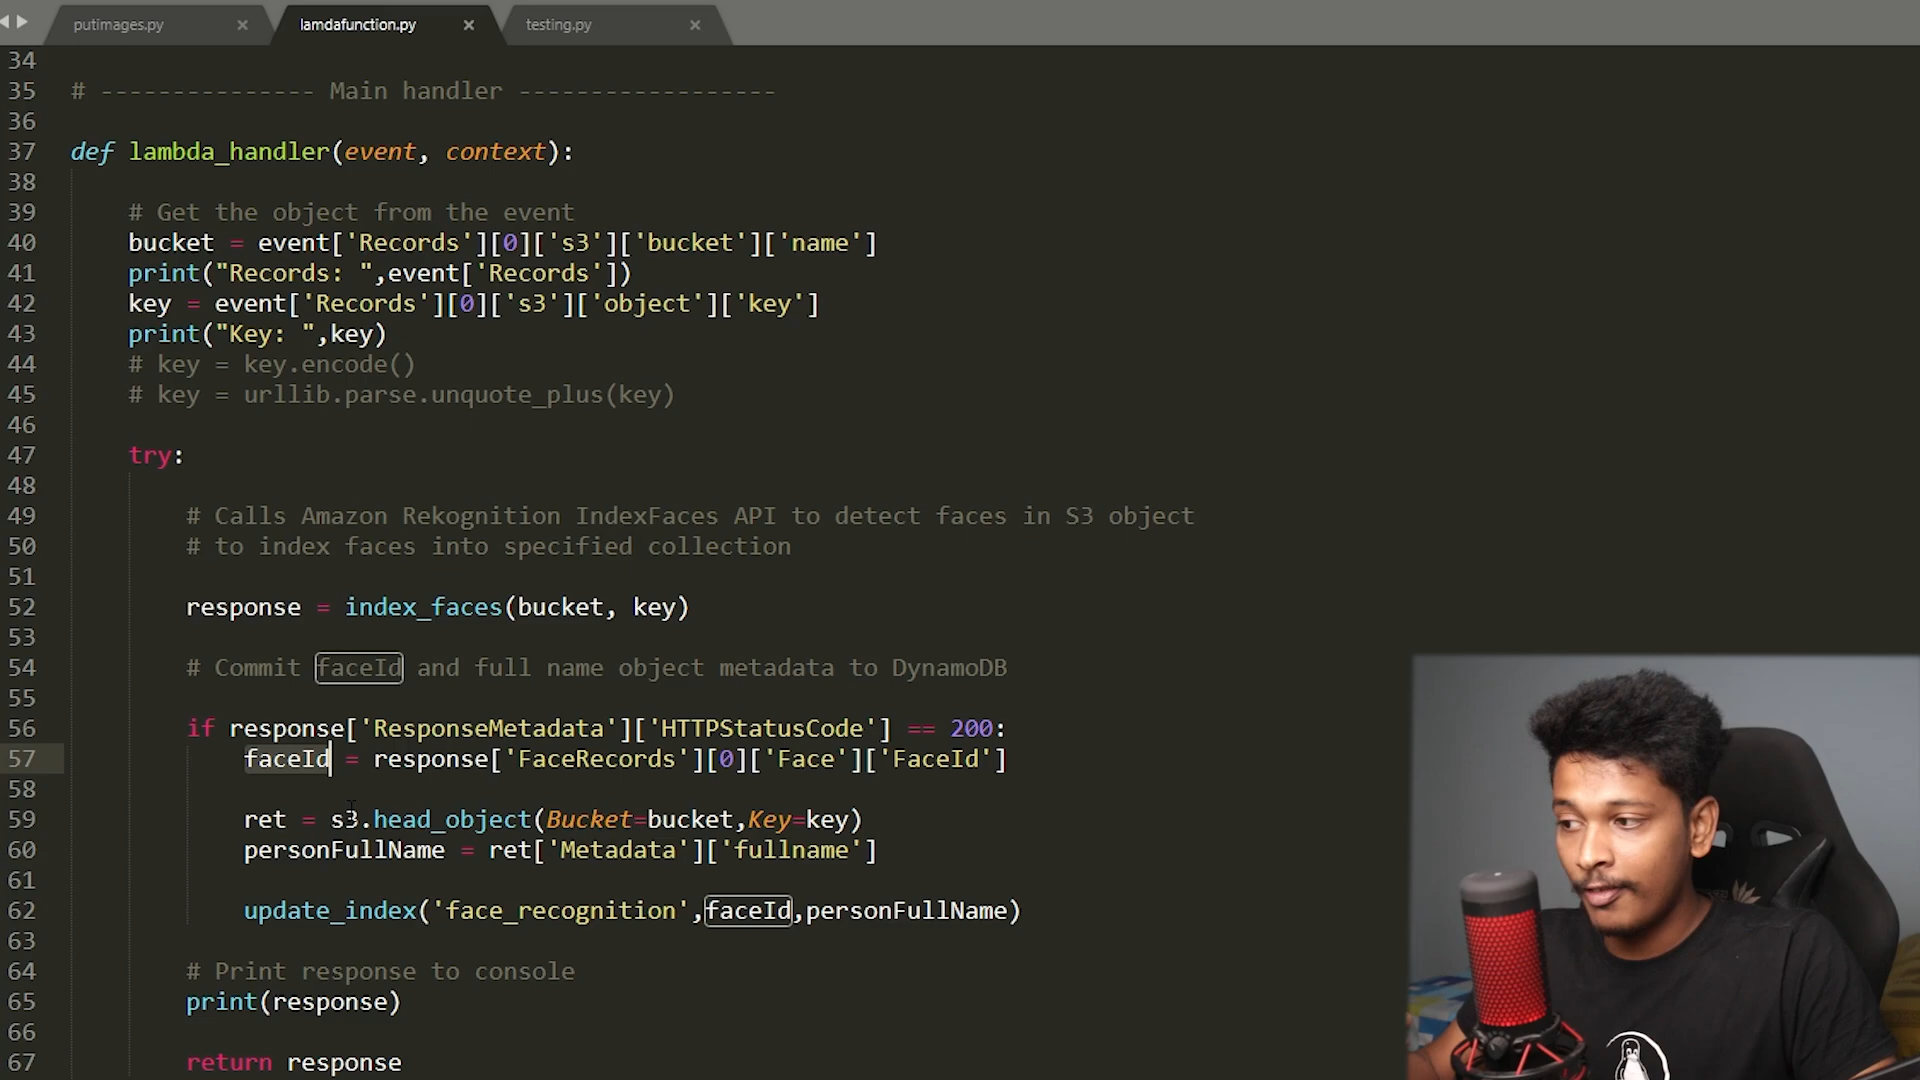 putimages.py × lamdafunction.py × testing.py ×
34
35 # --------------- Main handler ------------------
36
37 def lambda_handler(event, context):
38
39 # Get the object from the event
40 bucket = event['Records'][0]['s3']['bucket']['name']
41 print("Records: ",event['Records'])
42 key = event['Records'][0]['s3']['object']['key']
43 print("Key: ",key)
44 # key = key.encode()
45 # key = urllib.parse.unquote_plus(key)
46
47 try:
48
49 # Calls Amazon Rekognition IndexFaces API to detect faces in S3 object
50 # to index faces into specified collection
51
52 response = index_faces(bucket, key)
53
54 # Commit faceId and full name object metadata to DynamoDB
55
56 if response['ResponseMetadata']['HTTPStatusCode'] == 200:
57 faceId = response['FaceRecords'][0]['Face']['FaceId']
58
59 ret = s3.head_object(Bucket=bucket,Key=key)
60 personFullName = ret['Metadata']['fullname']
61
62 update_index('face_recognition',faceId,personFullName)
63
64 # Print response to console
65 print(response)
66
67 return response